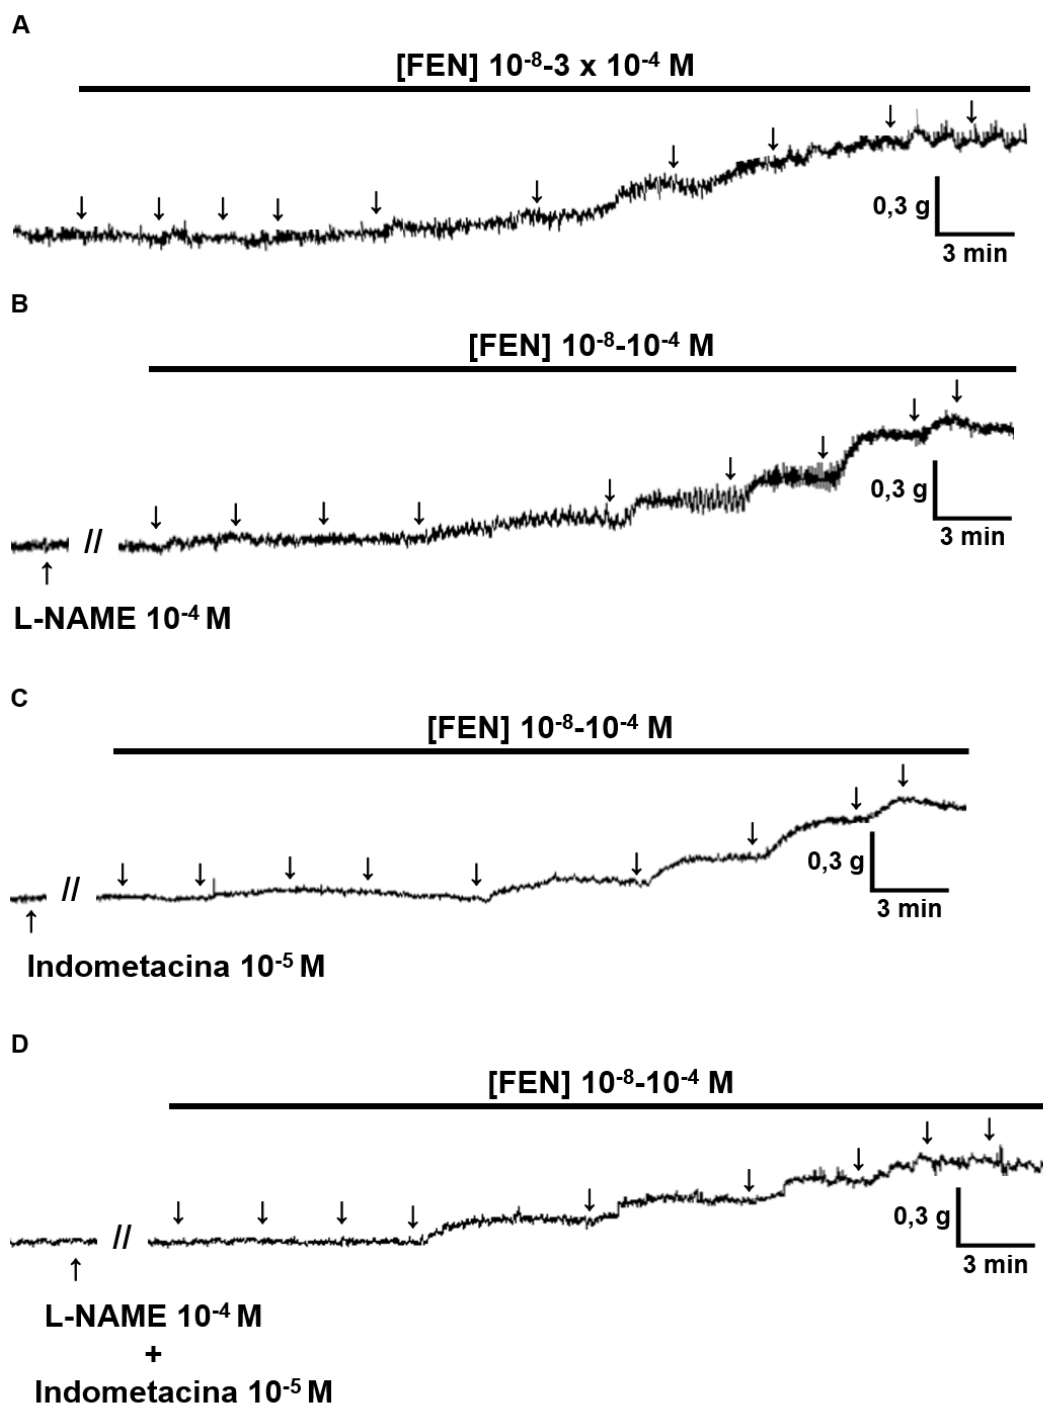 A
[FEN] 10⁻⁸-3 x 10⁻⁴ M
0,3 g
3 min
B
[FEN] 10⁻⁸-10⁻⁴ M
//
0,3 g
3 min
L-NAME 10⁻⁴ M
C
[FEN] 10⁻⁸-10⁻⁴ M
//
0,3 g
3 min
Indometacina 10⁻⁵ M
D
[FEN] 10⁻⁸-10⁻⁴ M
//
0,3 g
3 min
L-NAME 10⁻⁴ M
+
Indometacina 10⁻⁵ M